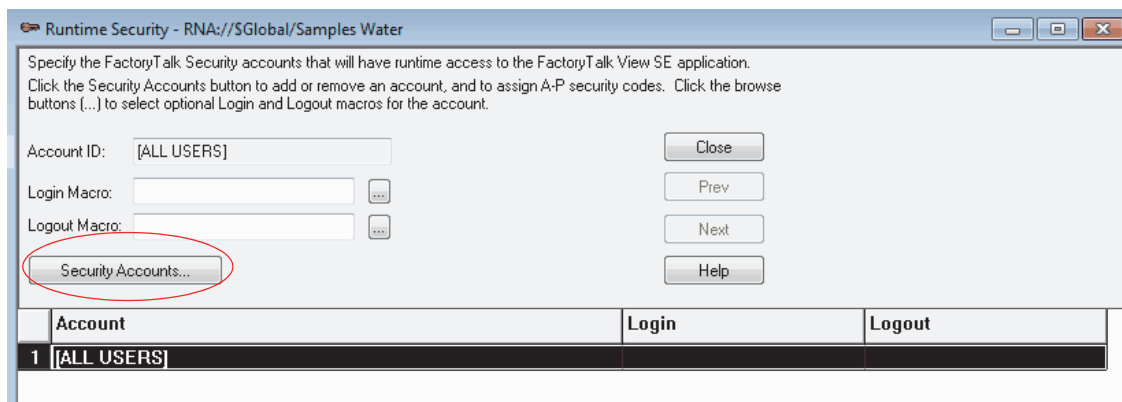 Runtime Security - RNA://$Global/Samples Water
Specify the FactoryTalk Security accounts that will have runtime access to the FactoryTalk View SE application.
Click the Security Accounts button to add or remove an account, and to assign A-P security codes. Click the browse
buttons (...) to select optional Login and Logout macros for the account.
Account ID: [ALL USERS]
Close
Login Macro: ...
Prev
Logout Macro: ...
Next
Security Accounts...
Help
Account Login Logout
1 [ALL USERS]